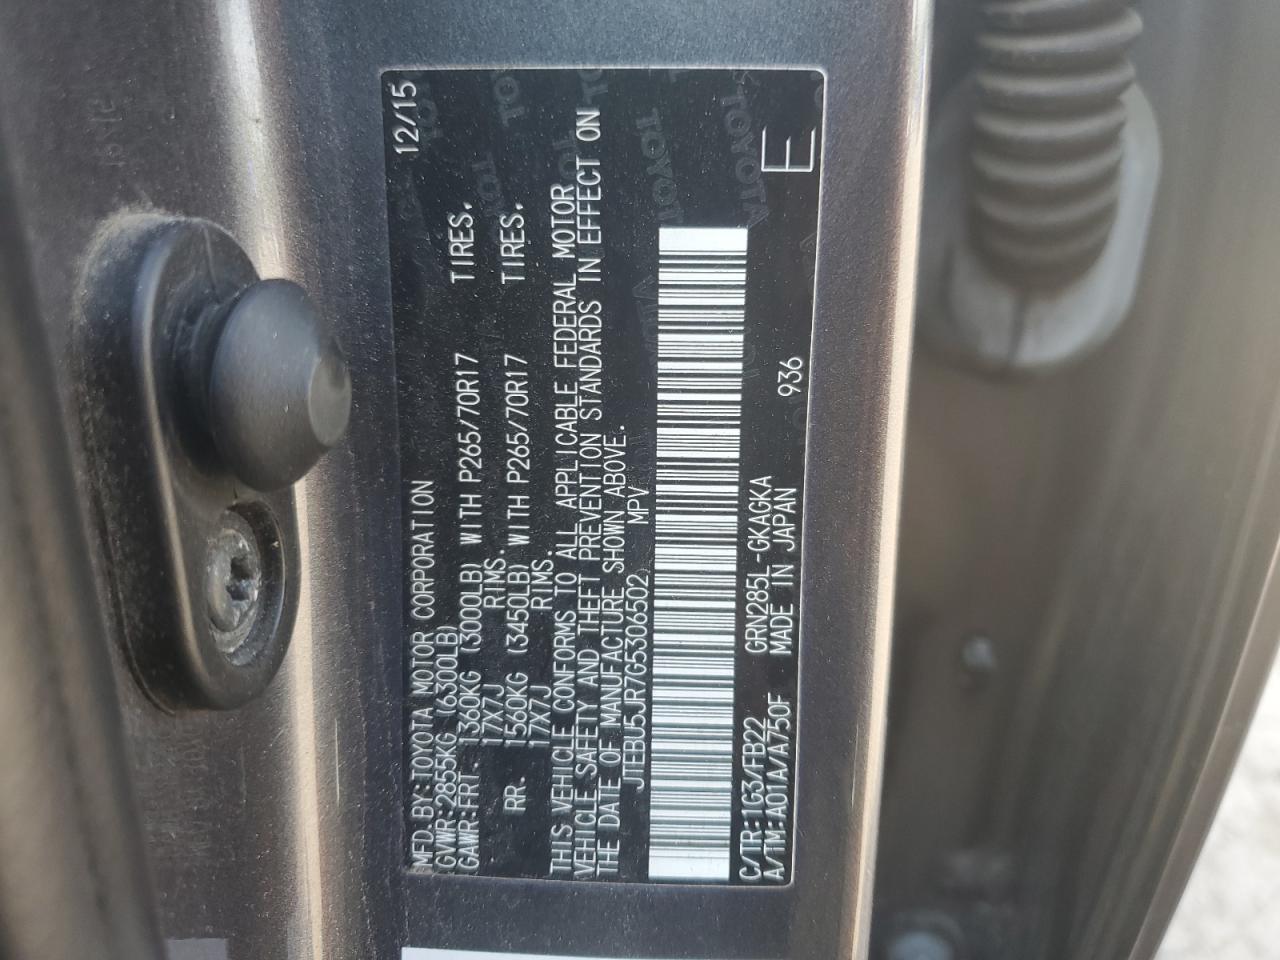 MFD.BY:TOYOTA MOTOR CORPORATION 12/15
GVWR:2855KG (6300LB)
GAWR:FRT. 1360KG (3000LB) WITH P265/70R17 TIRES,
17X7J RIMS.
RR. 1560KG (3450LB) WITH P265/70R17 TIRES,
17X7J RIMS.
THIS VEHICLE CONFORMS TO ALL APPLICABLE FEDERAL MOTOR
VEHICLE SAFETY AND THEFT PREVENTION STANDARDS IN EFFECT ON
THE DATE OF MANUFACTURE SHOWN ABOVE.
JTEBU5JR7G5306502 MPV
C/TR:1G3/FB22 GRN285L-GKAGKA
A/TM:A01A/A750F MADE IN JAPAN 936 E